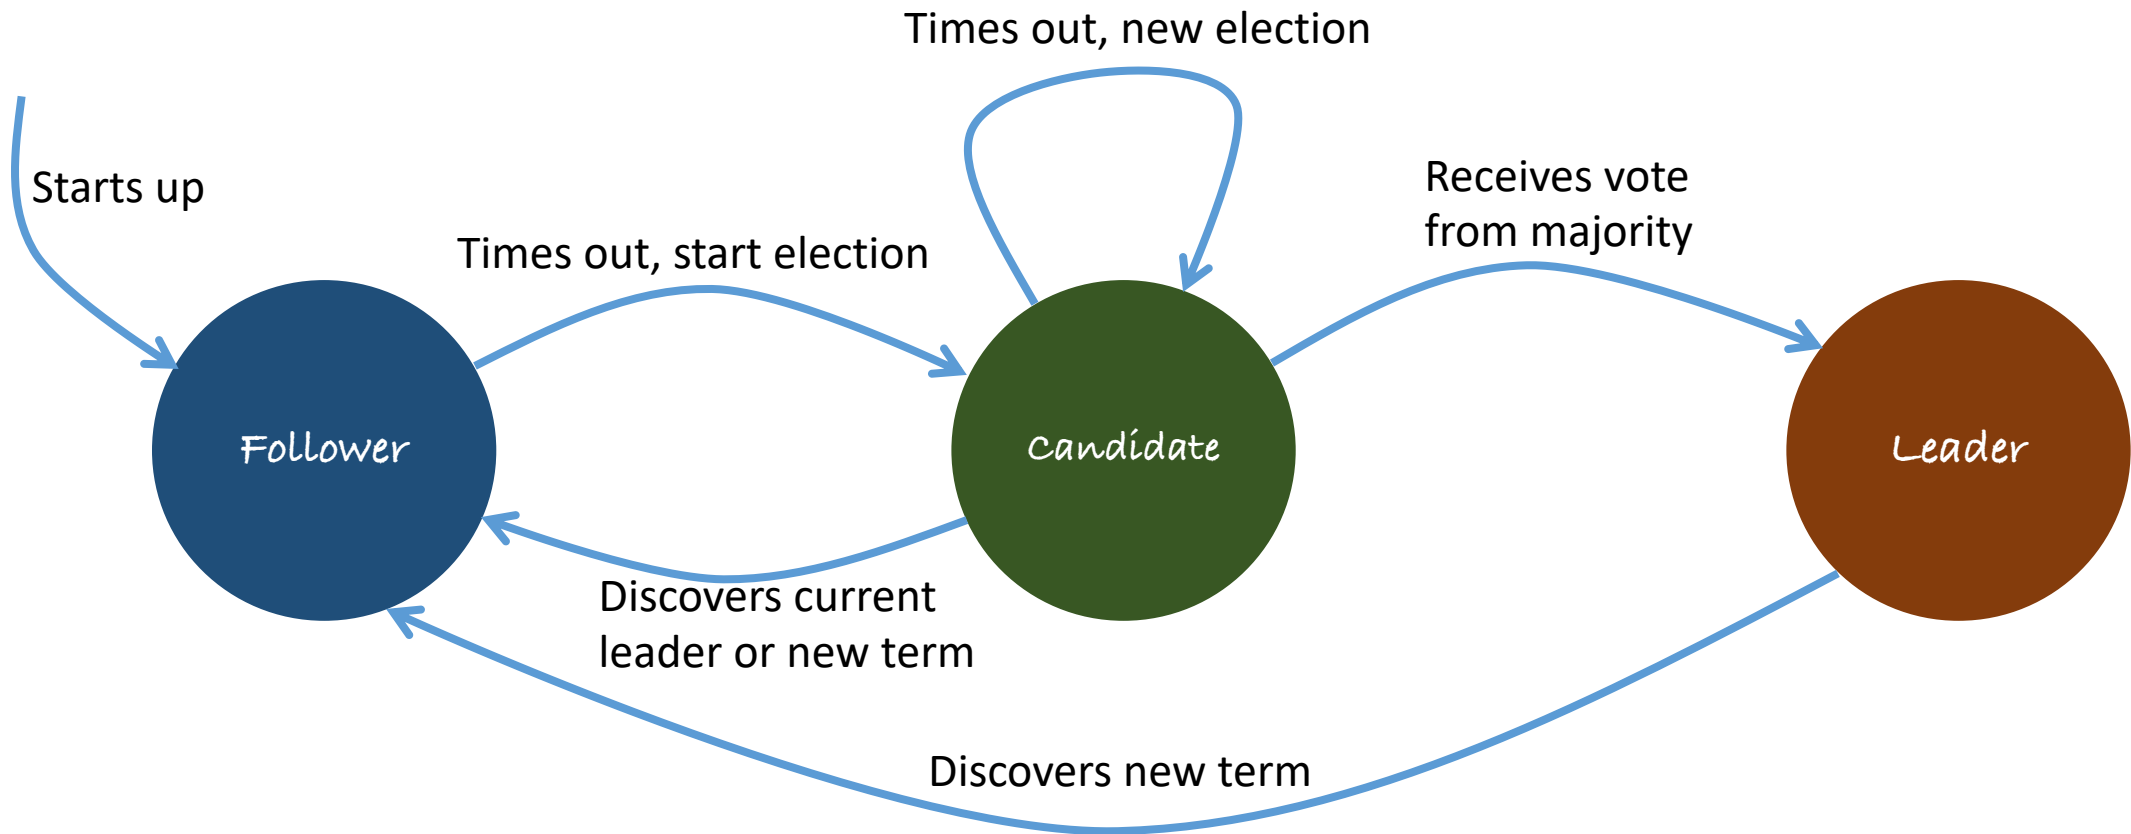 Times out, new election
Starts up
Receives vote
from majority
Times out, start election
Follower
Candidate
Leader
Discovers current
leader or new term
Discovers new term